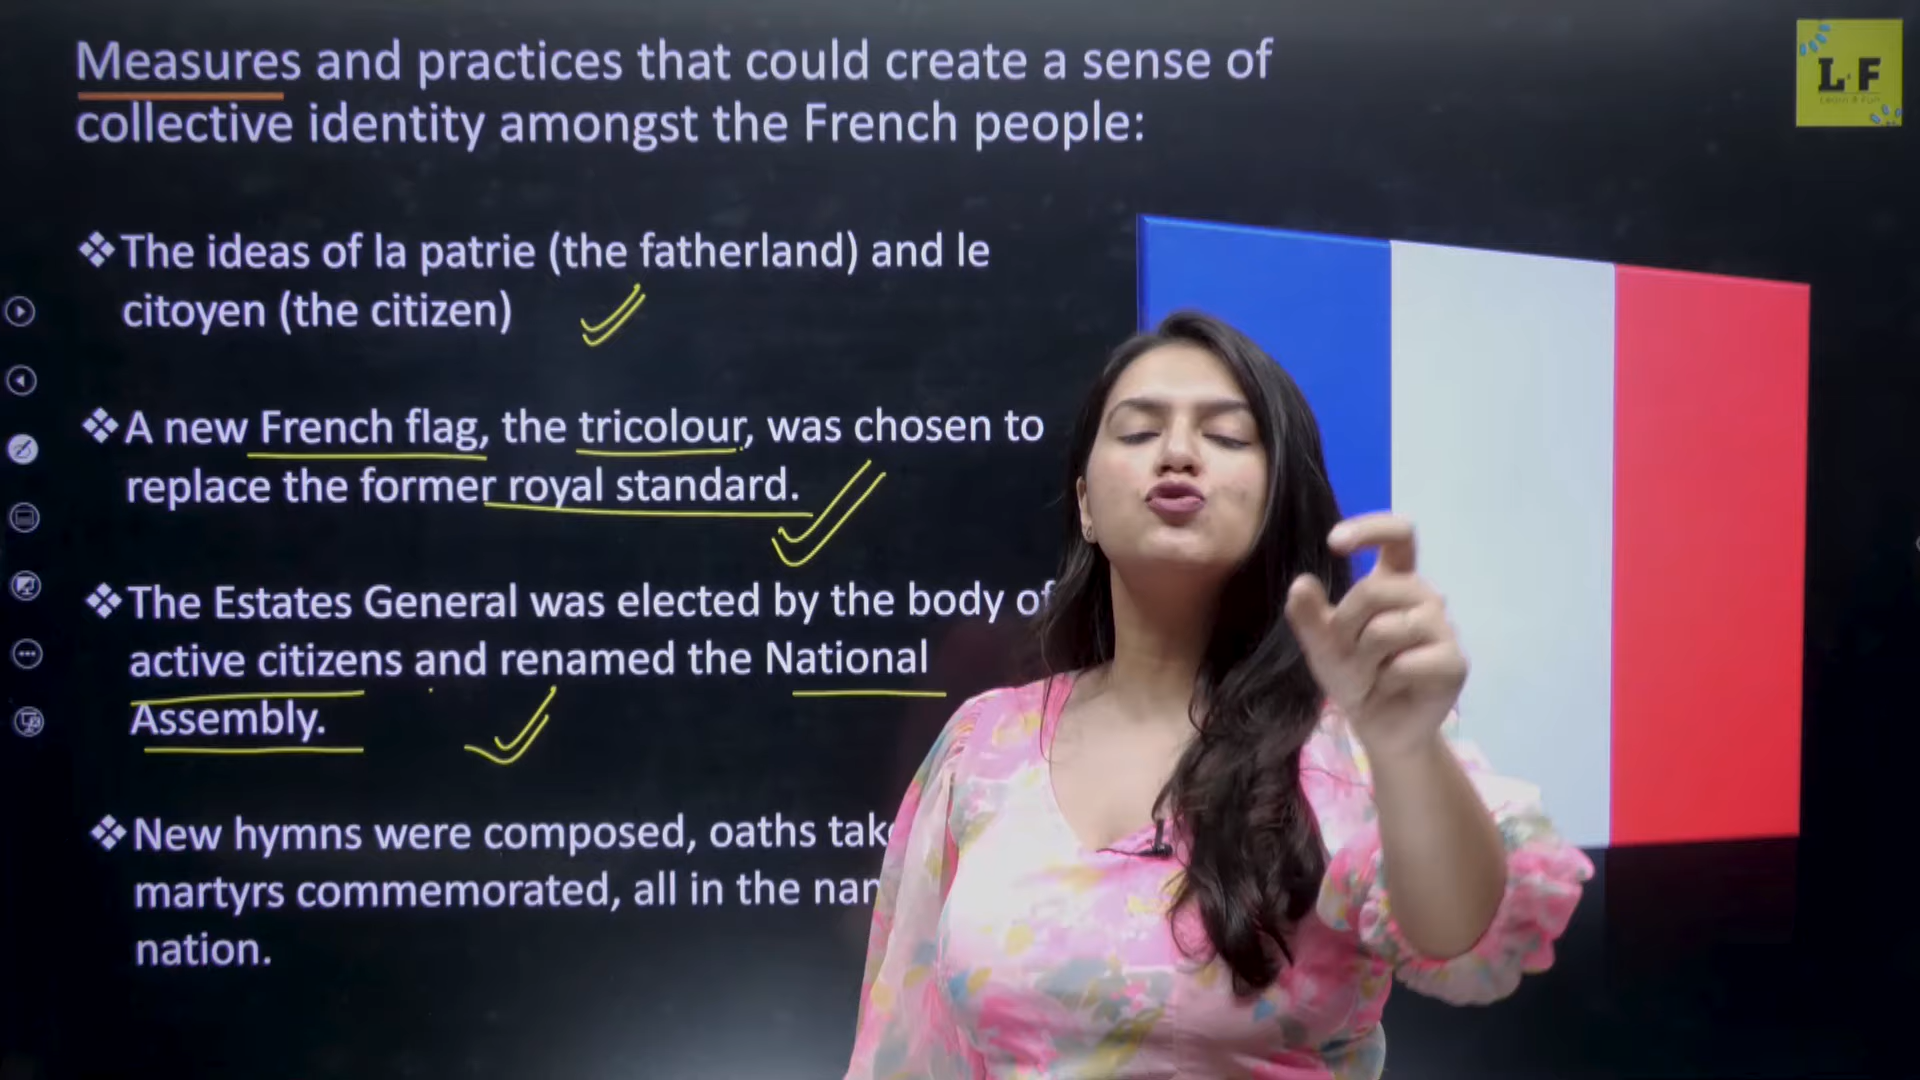 Measures and practices that could create a sense of
collective identity amongst the French people:
L&F
Learn & Fun
❖The ideas of la patrie (the fatherland) and le
citoyen (the citizen)
❖A new French flag, the tricolour, was chosen to
replace the former royal standard.
❖The Estates General was elected by the body of
active citizens and renamed the National
Assembly.
❖New hymns were composed, oaths
martyrs commemorated, all in the
nation.